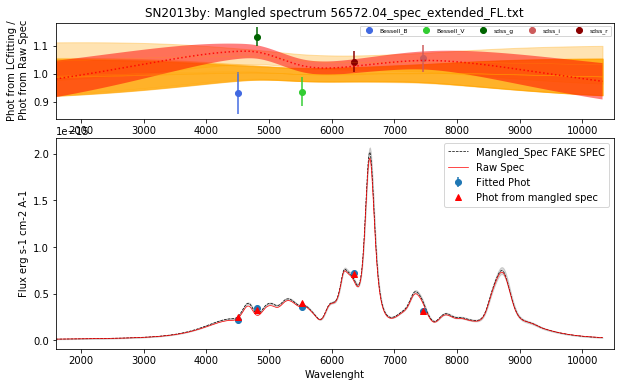 SN2013by: Mangled spectrum 56572.04_spec_extended_FL.txt
Phot from LCfitting /
Phot from Raw Spec
1.1
1.0
0.9
Bessell_B
Bessell_V
sdss_g
sdss_i
sdss_r
2000 3000 4000 5000 6000 7000 8000 9000 10000
Flux erg s-1 cm-2 A-1
2.0
1.5
1.0
0.5
0.0
Mangled_Spec FAKE SPEC
Raw Spec
Fitted Phot
Phot from mangled spec
2000 3000 4000 5000 6000 7000 8000 9000 10000
Wavelenght